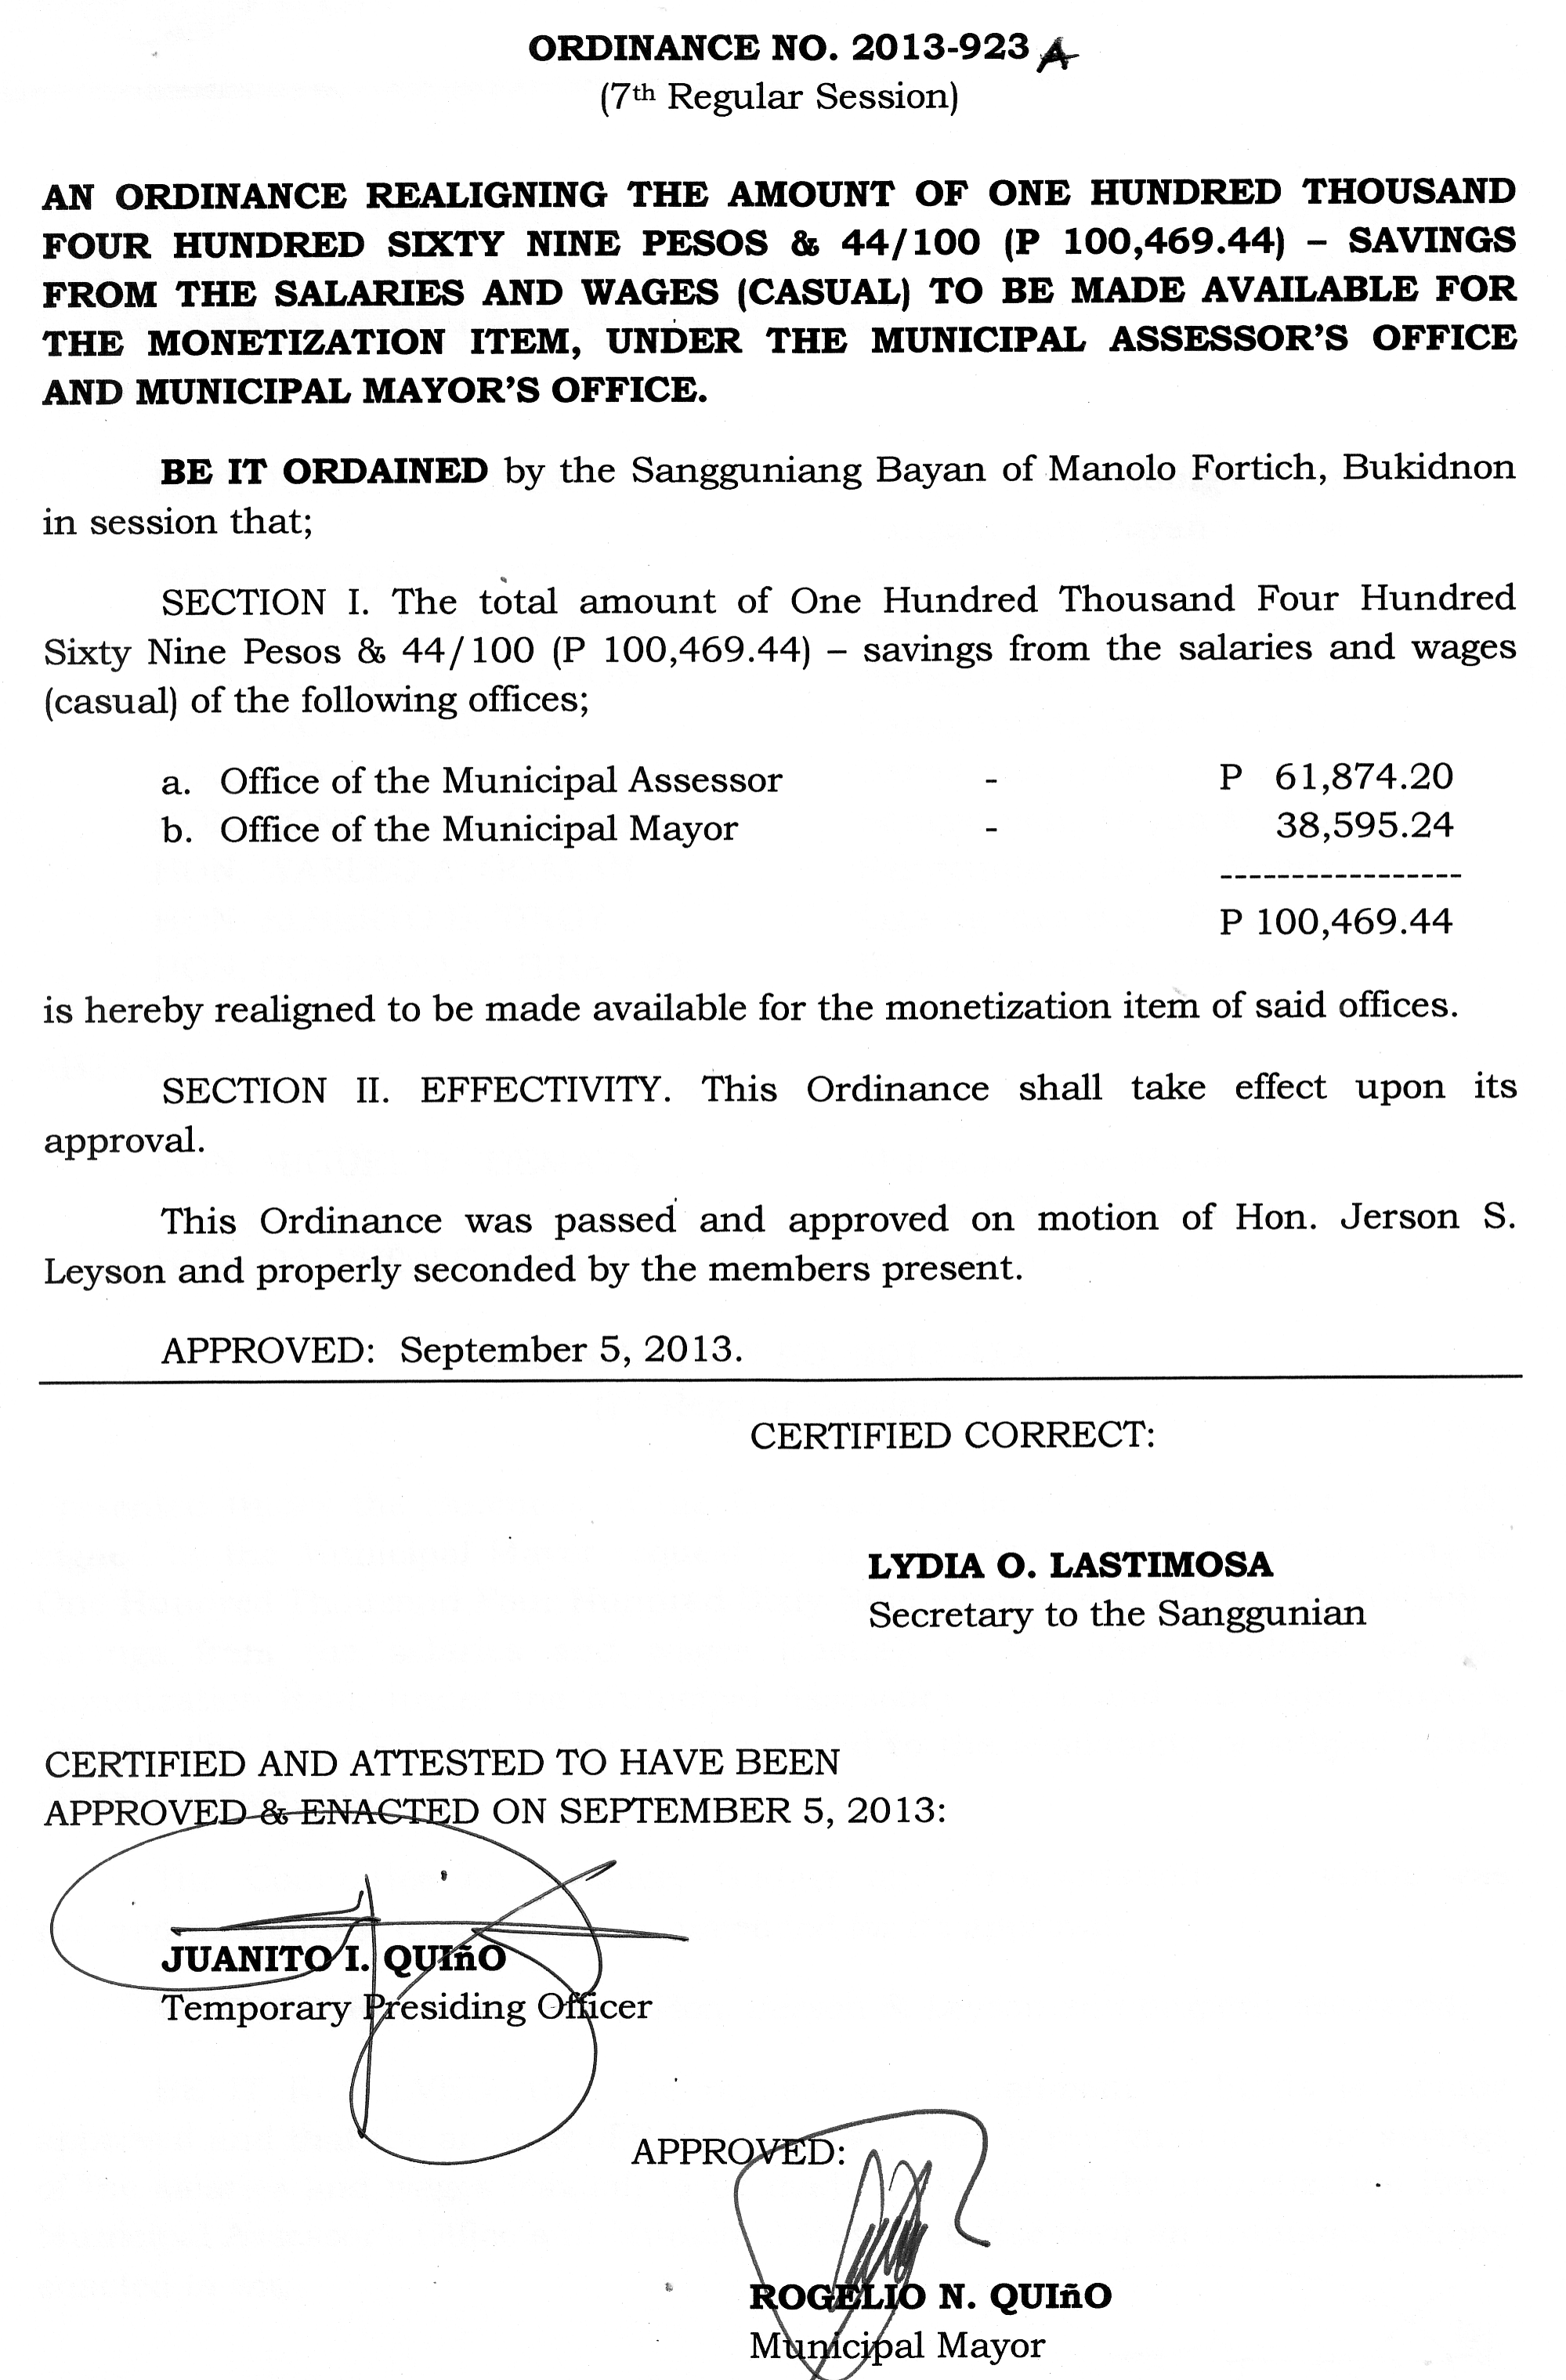 ORDINANCE NO. 2013-923 A
(7th Regular Session)
AN ORDINANCE REALIGNING THE AMOUNT OF ONE HUNDRED THOUSAND
FOUR HUNDRED SIXTY NINE PESOS & 44/100 (P 100,469.44) – SAVINGS
FROM THE SALARIES AND WAGES (CASUAL) TO BE MADE AVAILABLE FOR
THE MONETIZATION ITEM, UNDER THE MUNICIPAL ASSESSOR'S OFFICE
AND MUNICIPAL MAYOR'S OFFICE.
BE IT ORDAINED by the Sangguniang Bayan of Manolo Fortich, Bukidnon
in session that;
SECTION I. The total amount of One Hundred Thousand Four Hundred
Sixty Nine Pesos & 44/100 (P 100,469.44) – savings from the salaries and wages
(casual) of the following offices;
a. Office of the Municipal Assessor - P 61,874.20
b. Office of the Municipal Mayor - 38,595.24
-----------------
P 100,469.44
is hereby realigned to be made available for the monetization item of said offices.
SECTION II. EFFECTIVITY. This Ordinance shall take effect upon its
approval.
This Ordinance was passed and approved on motion of Hon. Jerson S.
Leyson and properly seconded by the members present.
APPROVED: September 5, 2013.
CERTIFIED CORRECT:
LYDIA O. LASTIMOSA
Secretary to the Sanggunian
CERTIFIED AND ATTESTED TO HAVE BEEN
APPROVED & ENACTED ON SEPTEMBER 5, 2013:
JUANITO I. QUIñO
Temporary Presiding Officer
APPROVED:
ROGELIO N. QUIñO
Municipal Mayor